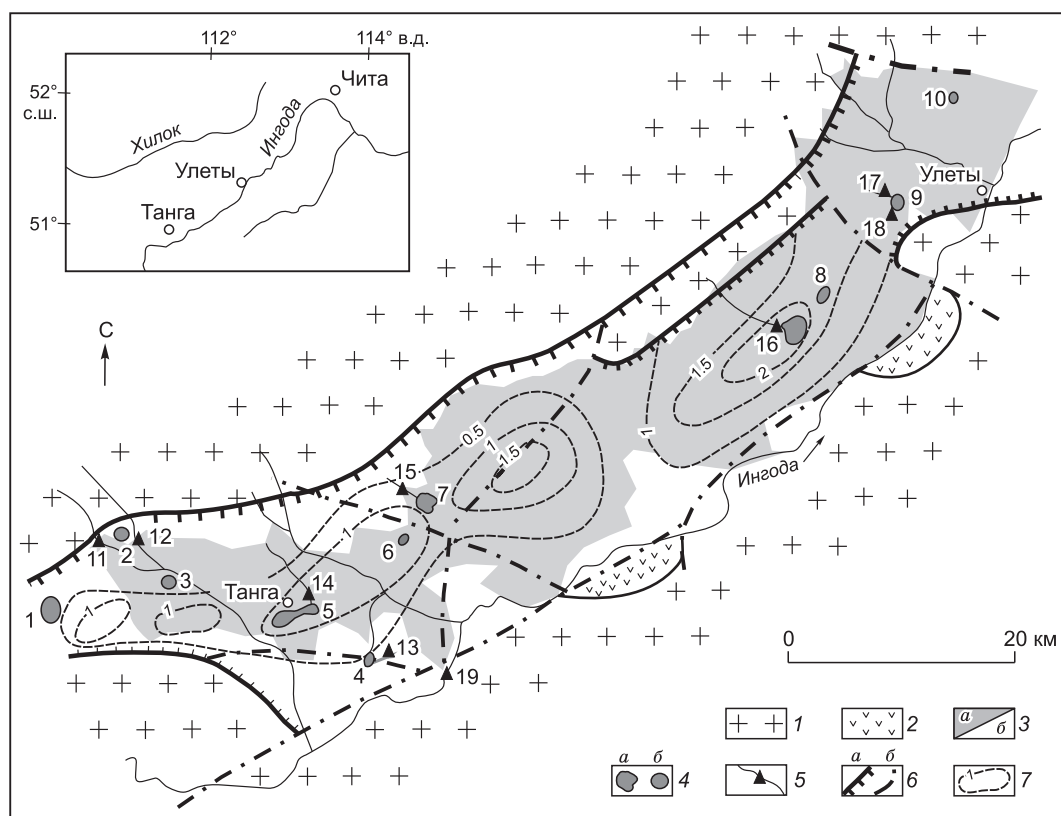 112°
114° в.д.
52°
с.ш.
51°
Чита
Хилок
Ингода
Улеты
Танга
С
10
17
Улеты
9
18
8
16
1.5
2
1
Ингода
0.5
1
1.5
15
7
1
6
11
2
12
3
Танга
14
5
1
1
1
13
4
19
0
20 км
1
2
а
б
3
а
б
4
5
а
б
6
1
7